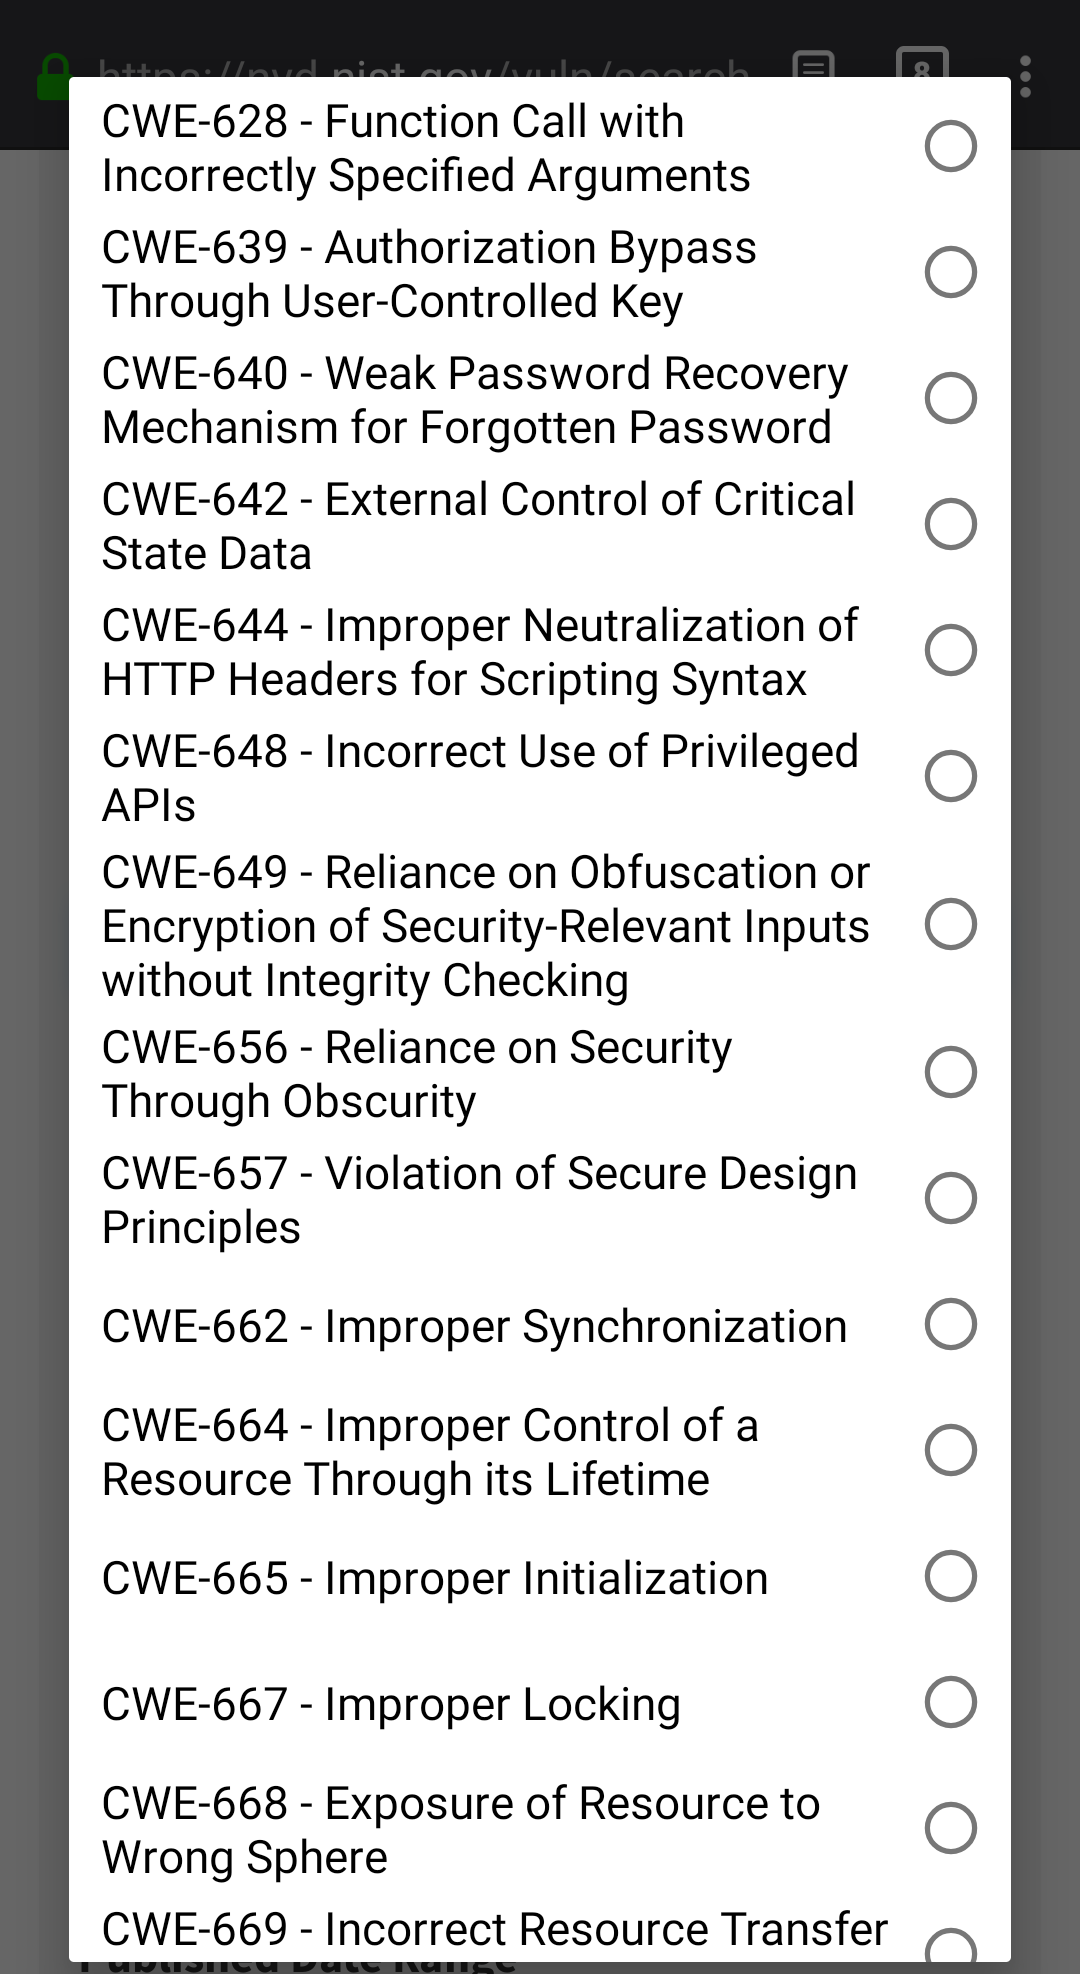 https://nvd.nist.gov/vuln/search
8
CWE-628 - Function Call with
Incorrectly Specified Arguments
CWE-639 - Authorization Bypass
Through User-Controlled Key
CWE-640 - Weak Password Recovery
Mechanism for Forgotten Password
CWE-642 - External Control of Critical
State Data
CWE-644 - Improper Neutralization of
HTTP Headers for Scripting Syntax
CWE-648 - Incorrect Use of Privileged
APIs
CWE-649 - Reliance on Obfuscation or
Encryption of Security-Relevant Inputs
without Integrity Checking
CWE-656 - Reliance on Security
Through Obscurity
CWE-657 - Violation of Secure Design
Principles
CWE-662 - Improper Synchronization
CWE-664 - Improper Control of a
Resource Through its Lifetime
CWE-665 - Improper Initialization
CWE-667 - Improper Locking
CWE-668 - Exposure of Resource to
Wrong Sphere
CWE-669 - Incorrect Resource Transfer
Published Date Range